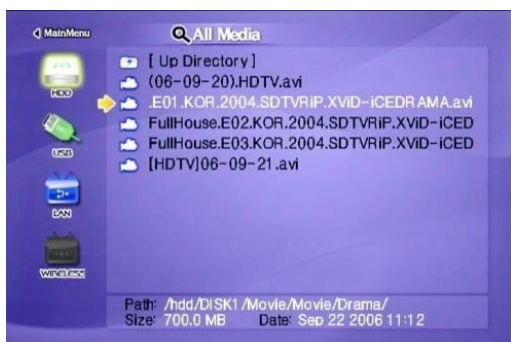 MainMenu
All Media
[ Up Directory ]
(06-09-20).HDTV.avi
.E01.KOR.2004.SDTVRiP.XViD-iCEDRAMA.avi
FullHouse.E02.KOR.2004.SDTVRiP.XViD-iCED
FullHouse.E03.KOR.2004.SDTVRiP.XViD-iCED
[HDTV]06-09-21.avi
HDD
USB
LAN
WIRELESS
Path: /hdd/DISK1/Movie/Movie/Drama/
Size: 700.0 MB Date: Sep 22 2006 11:12